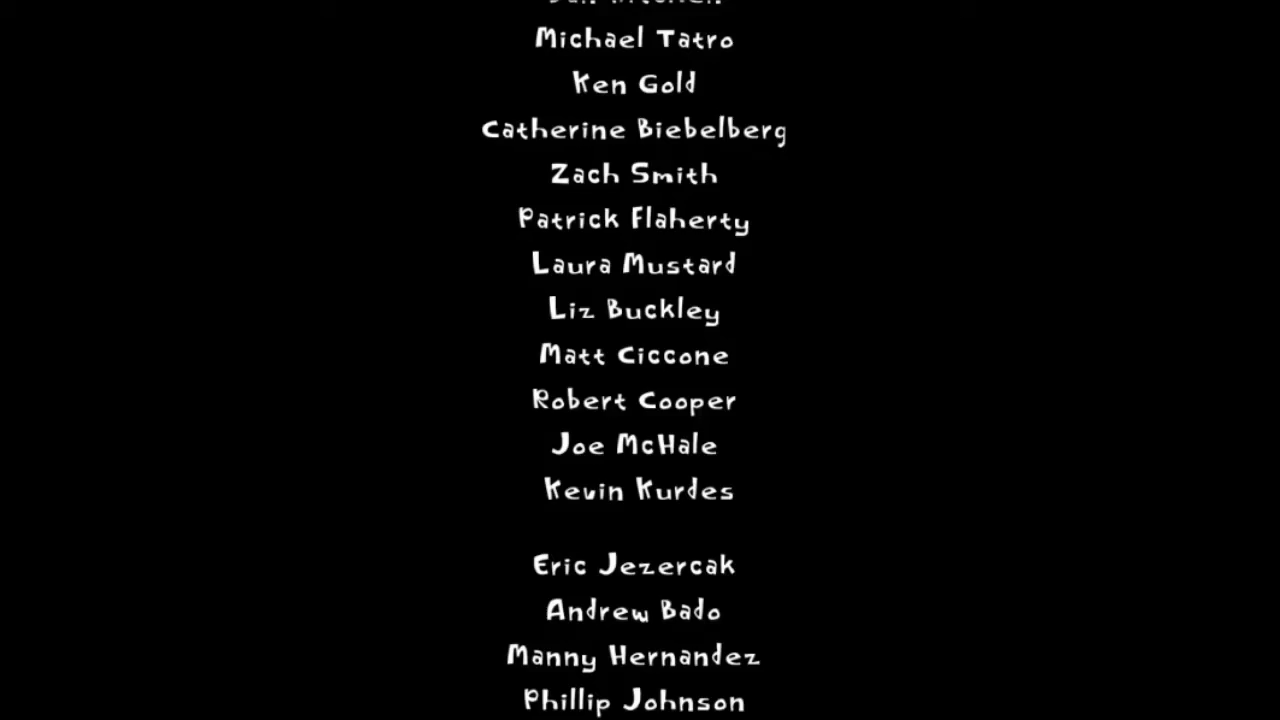 Michael Tatro
Ken Gold
Catherine Biebelberg
Zach Smith
Patrick Flaherty
Laura Mustard
Liz Buckley
Matt Ciccone
Robert Cooper
Joe McHale
Kevin Kurdes
Eric Jezercak
Andrew Bado
Manny Hernandez
Phillip Johnson